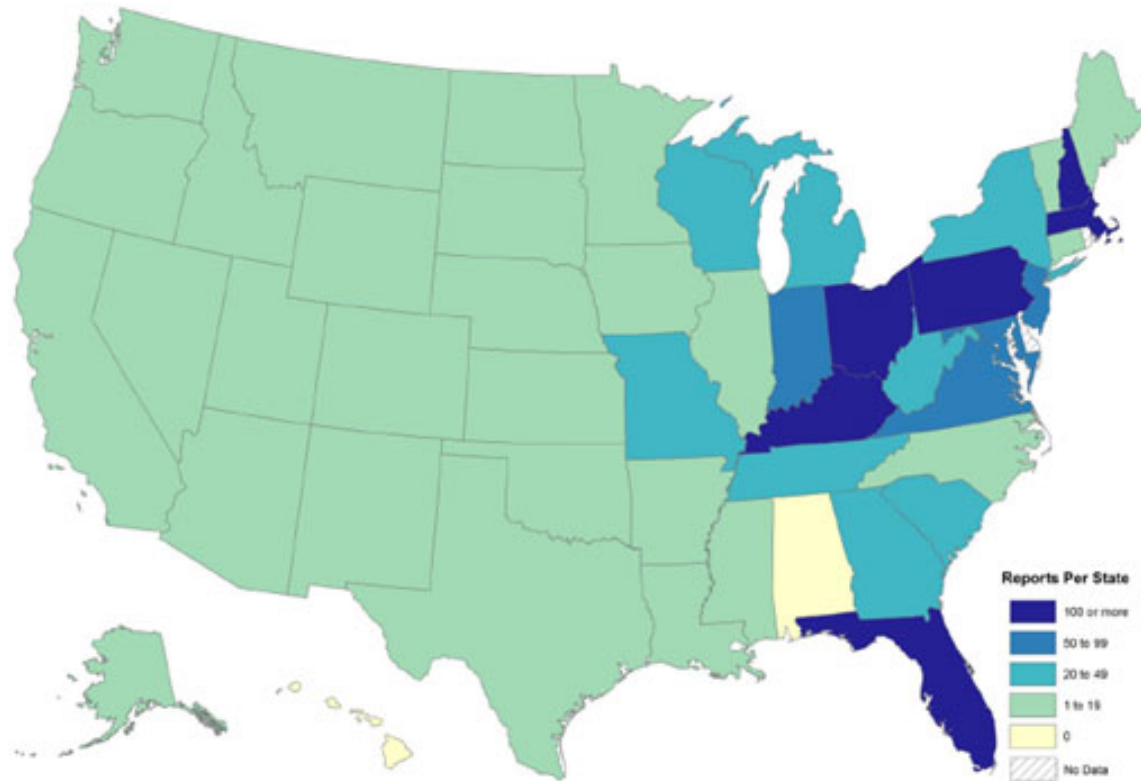 Reports Per State
100 or more
50 to 99
20 to 49
1 to 19
0
No Data